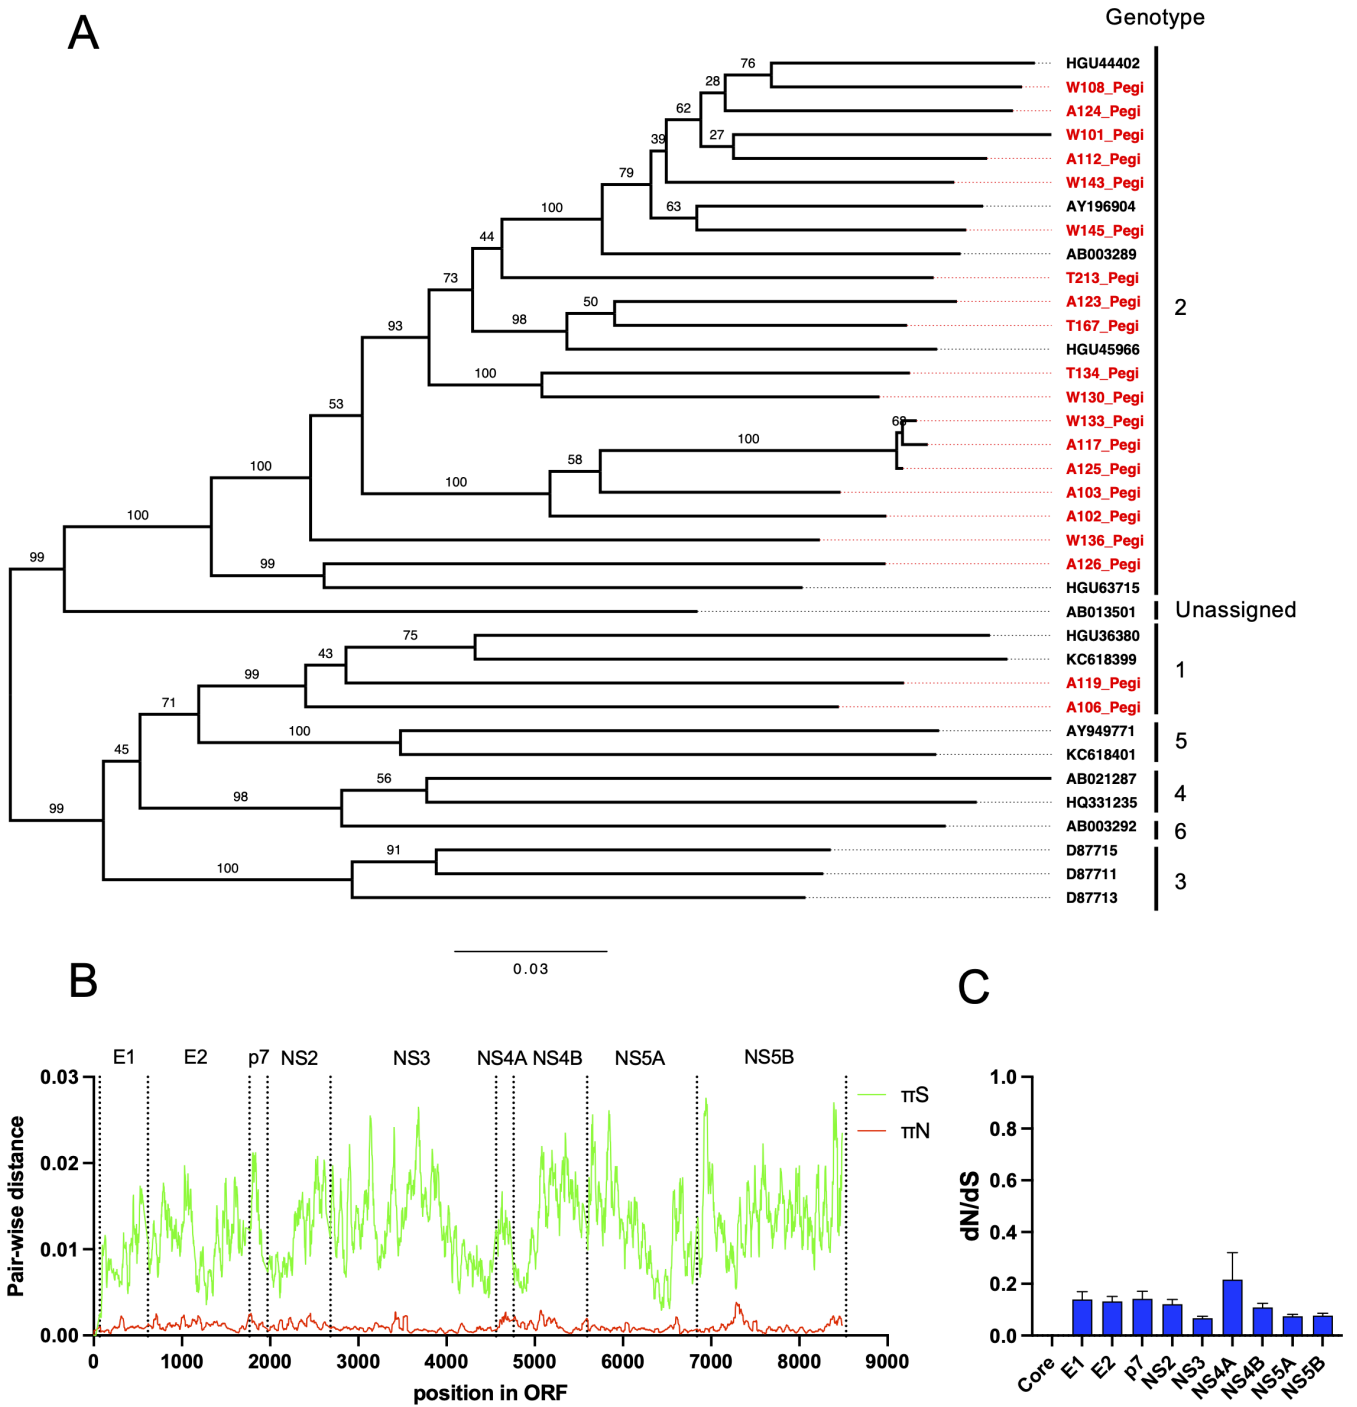 A
Genotype
HGU44402
W108_Pegi
A124_Pegi
W101_Pegi
A112_Pegi
W143_Pegi
AY196904
W145_Pegi
AB003289
T213_Pegi
A123_Pegi
T167_Pegi
HGU45966
T134_Pegi
W130_Pegi
W133_Pegi
A117_Pegi
A125_Pegi
A103_Pegi
A102_Pegi
W136_Pegi
A126_Pegi
HGU63715
AB013501
HGU36380
KC618399
A119_Pegi
A106_Pegi
AY949771
KC618401
AB021287
HQ331235
AB003292
D87715
D87711
D87713
2
Unassigned
1
5
4
6
3
76
28
62
27
39
79
63
100
44
73
50
98
93
100
53
68
100
58
100
100
100
99
99
75
43
99
71
100
45
56
98
99
91
100
0.03
B
E1 E2 p7 NS2 NS3 NS4A NS4B NS5A NS5B
0.03
0.02
0.01
0.00
Pair-wise distance
0 1000 2000 3000 4000 5000 6000 7000 8000 9000
position in ORF
πS
πN
C
1.0
0.8
0.6
0.4
0.2
0.0
dN/dS
Core E1 E2 p7 NS2 NS3 NS4A NS4B NS5A NS5B